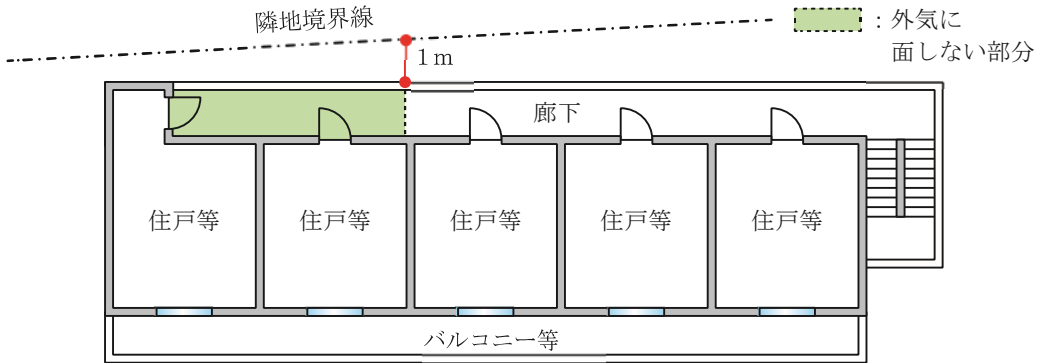 隣地境界線
：外気に
面しない部分
1m
廊下
住戸等
住戸等
住戸等
住戸等
住戸等
バルコニー等